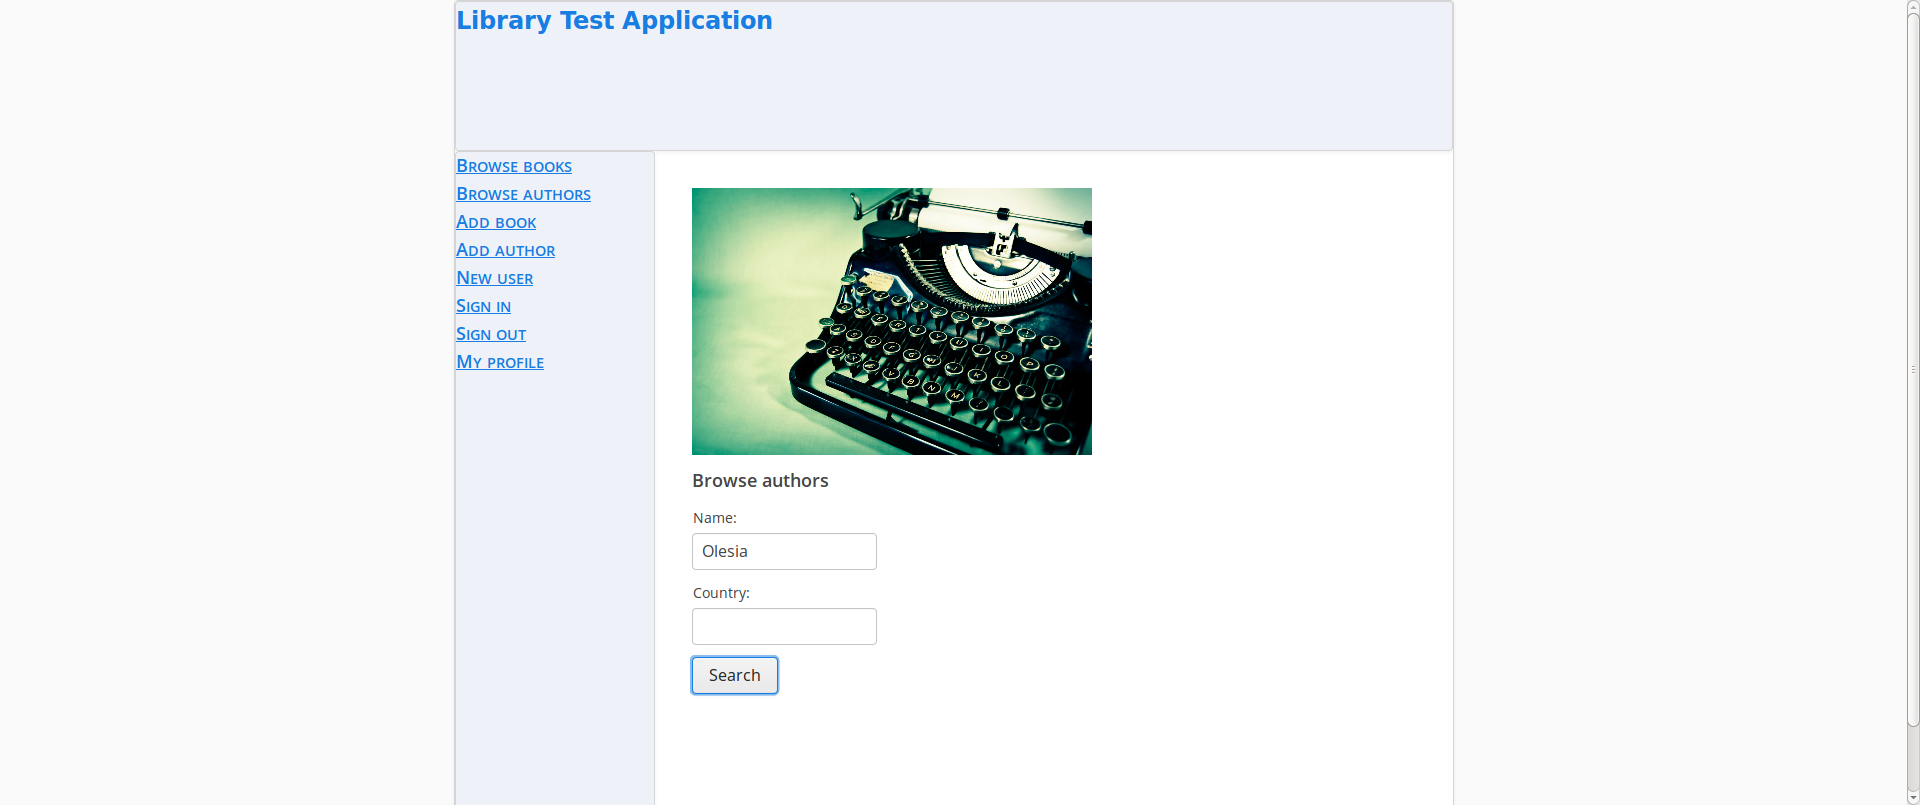 Library Test Application
Browse books
Browse authors
Add book
Add author
New user
Sign in
Sign out
My profile
Browse authors
Name:
Olesia
Country:
Search